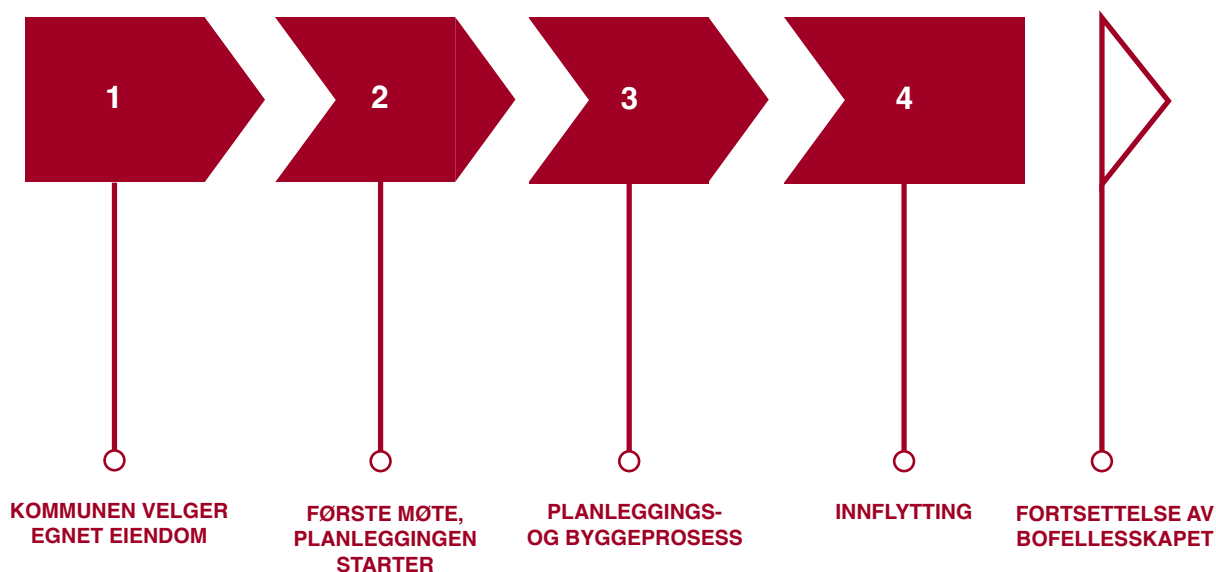 1
2
3
4
KOMMUNEN VELGER
EGNET EIENDOM
FØRSTE MØTE,
PLANLEGGINGEN
STARTER
PLANLEGGINGS-
OG BYGGEPROSESS
INNFLYTTING
FORTSETTELSE AV
BOFELLESSKAPET